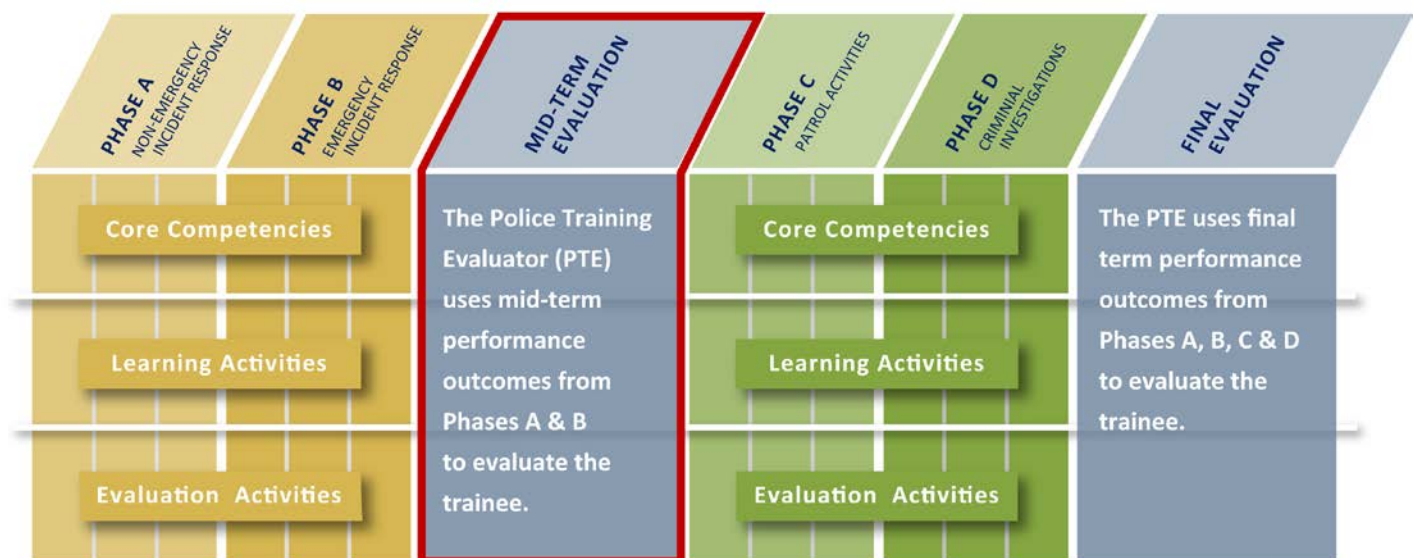 PHASE A
NON-EMERGENCY
INCIDENT RESPONSE
PHASE B
EMERGENCY
INCIDENT RESPONSE
MID-TERM
EVALUATION
PHASE C
PATROL ACTIVITIES
PHASE D
CRIMINIAL
INVESTIGATIONS
FINAL
EVALUATION
Core Competencies
Learning Activities
Evaluation Activities
The Police Training
Evaluator (PTE)
uses mid-term
performance
outcomes from
Phases A & B
to evaluate the
trainee.
Core Competencies
Learning Activities
Evaluation Activities
The PTE uses final
term performance
outcomes from
Phases A, B, C & D
to evaluate the
trainee.